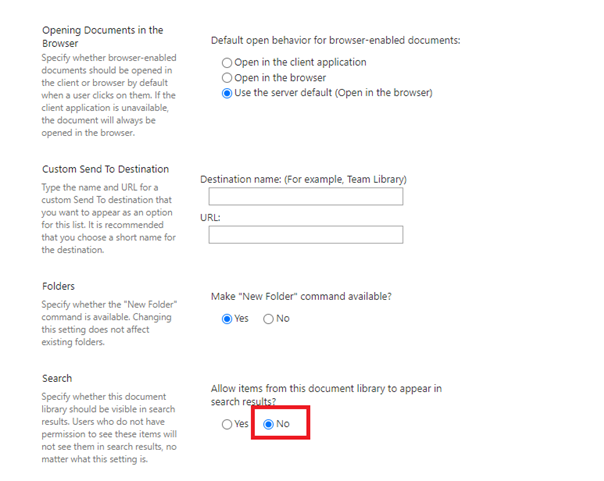 Opening Documents in the
Browser
Specify whether browser-enabled
documents should be opened in
the client or browser by default
when a user clicks on them. If the
client application is unavailable,
the document will always be
opened in the browser.
Default open behavior for browser-enabled documents:
Open in the client application
Open in the browser
Use the server default (Open in the browser)
Custom Send To Destination
Type the name and URL for a
custom Send To destination that
you want to appear as an option
for this list. It is recommended
that you choose a short name for
the destination.
Destination name: (For example, Team Library)
URL:
Folders
Specify whether the "New Folder"
command is available. Changing
this setting does not affect
existing folders.
Make "New Folder" command available?
Yes No
Search
Specify whether this document
library should be visible in search
results. Users who do not have
permission to see these items will
not see them in search results, no
matter what this setting is.
Allow items from this document library to appear in
search results?
Yes No